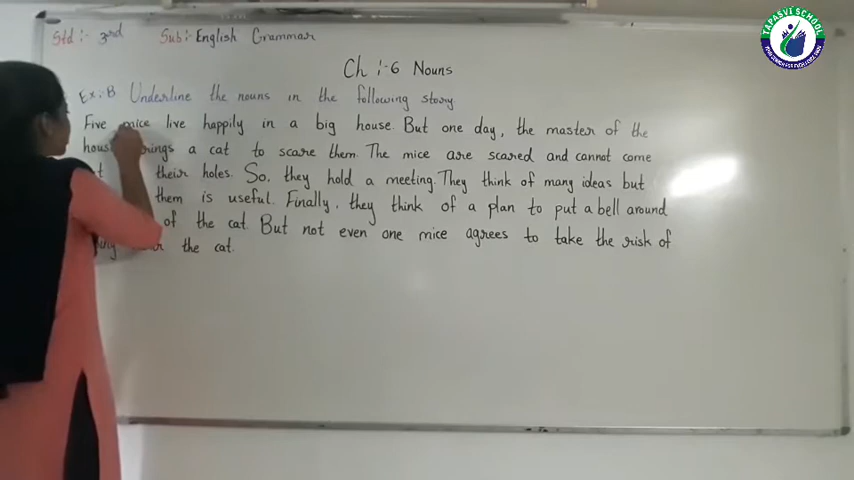 TAPASVI SCHOOL
Std :- 3rd Sub:- English Grammar
Ch :-6 Nouns
Ex:-B Underline the nouns in the following story
Five mice live happily in a big house. But one day, the master of the
brings a cat to scare them. The mice are scared and cannot come
their holes. So, they hold a meeting. They think of many ideas but
them is useful. Finally, they think of a plan to put a bell around
of the cat. But not even one mice agrees to take the risk of
the cat.